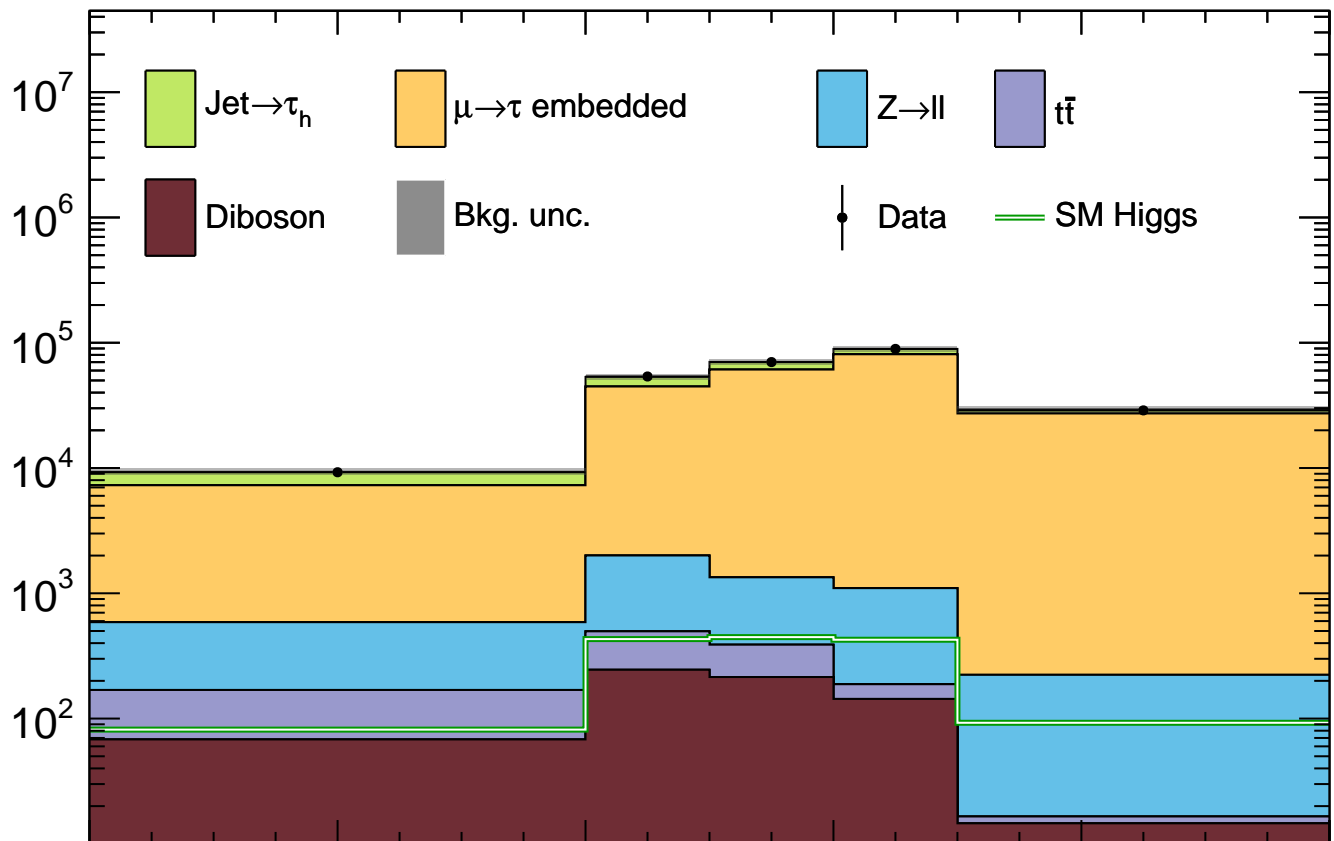 10⁷
10⁶
10⁵
10⁴
10³
10²
Jet→τₕ
μ→τ embedded
Z→ll
tt̄
Diboson
Bkg. unc.
Data
SM Higgs